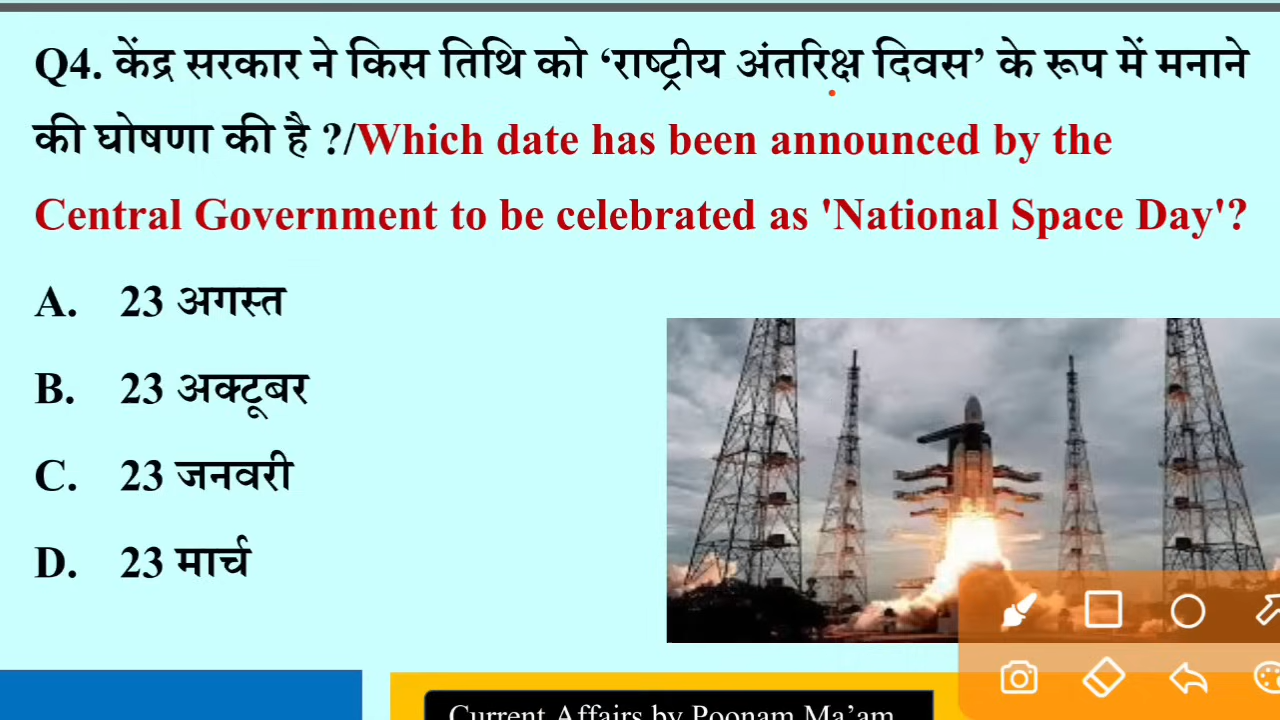 Q4. केंद्र सरकार ने किस तिथि को ‘राष्ट्रीय अंतरिक्ष दिवस’ के रूप में मनाने
की घोषणा की है ?/Which date has been announced by the
Central Government to be celebrated as 'National Space Day'?
A. 23 अगस्त
B. 23 अक्टूबर
C. 23 जनवरी
D. 23 मार्च
Current Affairs by Poonam Ma’am